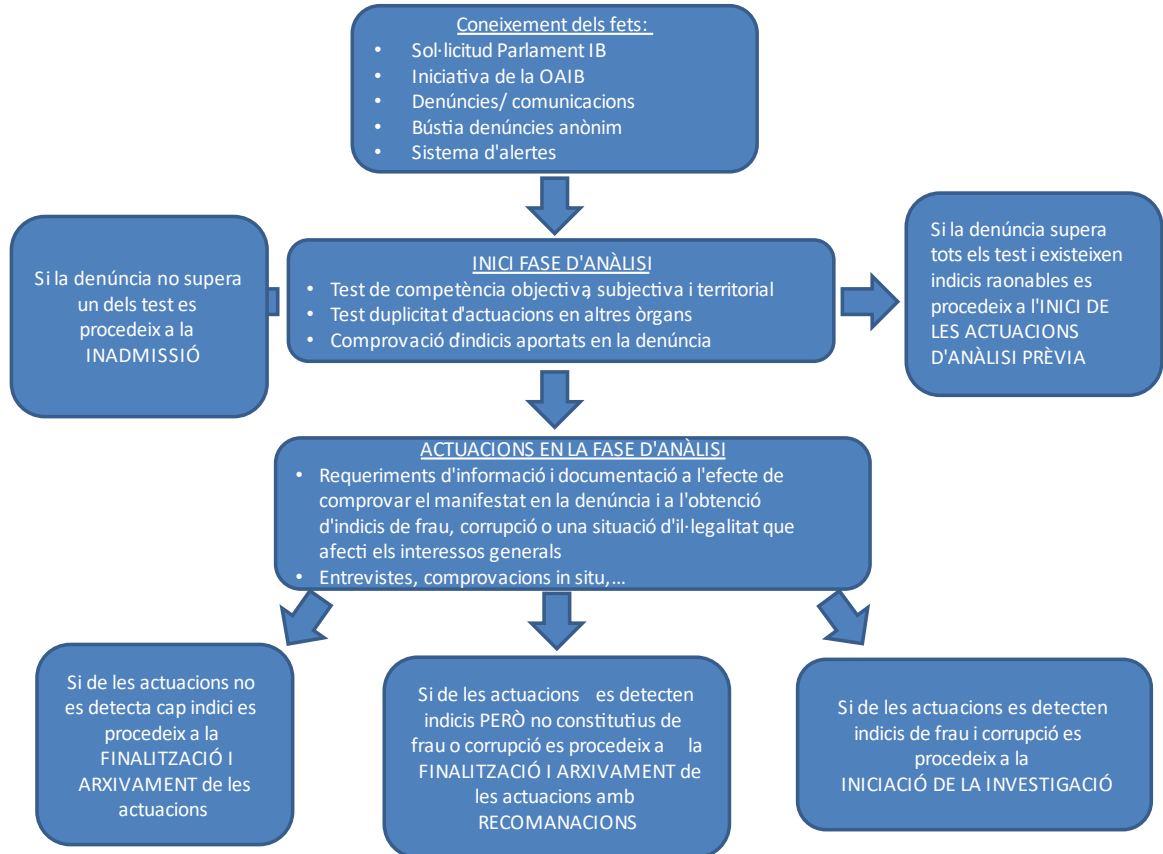 Coneixement dels fets:
• Sol·licitud Parlament IB
• Iniciativa de la OAIB
• Denúncies/ comunicacions
• Bústia denúncies anònim
• Sistema d'alertes
Si la denúncia no supera
un dels test es
procedeix a la
INADMISSIÓ
INICI FASE D'ANÀLISI
• Test de competència objectiva, subjectiva i territorial
• Test duplicitat d'actuacions en altres òrgans
• Comprovació d'indicis aportats en la denúncia
Si la denúncia supera
tots els test i existeixen
indicis raonables es
procedeix a l'INICI DE
LES ACTUACIONS
D'ANÀLISI PRÈVIA
ACTUACIONS EN LA FASE D'ANÀLISI
• Requeriments d'informació i documentació a l'efecte de
comprovar el manifestat en la denúncia i a l'obtenció
d'indicis de frau, corrupció o una situació d'il·legalitat que
afecti els interessos generals
• Entrevistes, comprovacions in situ,...
Si de les actuacions no
es detecta cap indici es
procedeix a la
FINALITZACIÓ I
ARXIVAMENT de les
actuacions
Si de les actuacions es detecten
indicis PERÒ no constitutius de
frau o corrupció es procedeix a la
FINALITZACIÓ I ARXIVAMENT de
les actuacions amb
RECOMANACIONS
Si de les actuacions es detecten
indicis de frau i corrupció es
procedeix a la
INICIACIÓ DE LA INVESTIGACIÓ